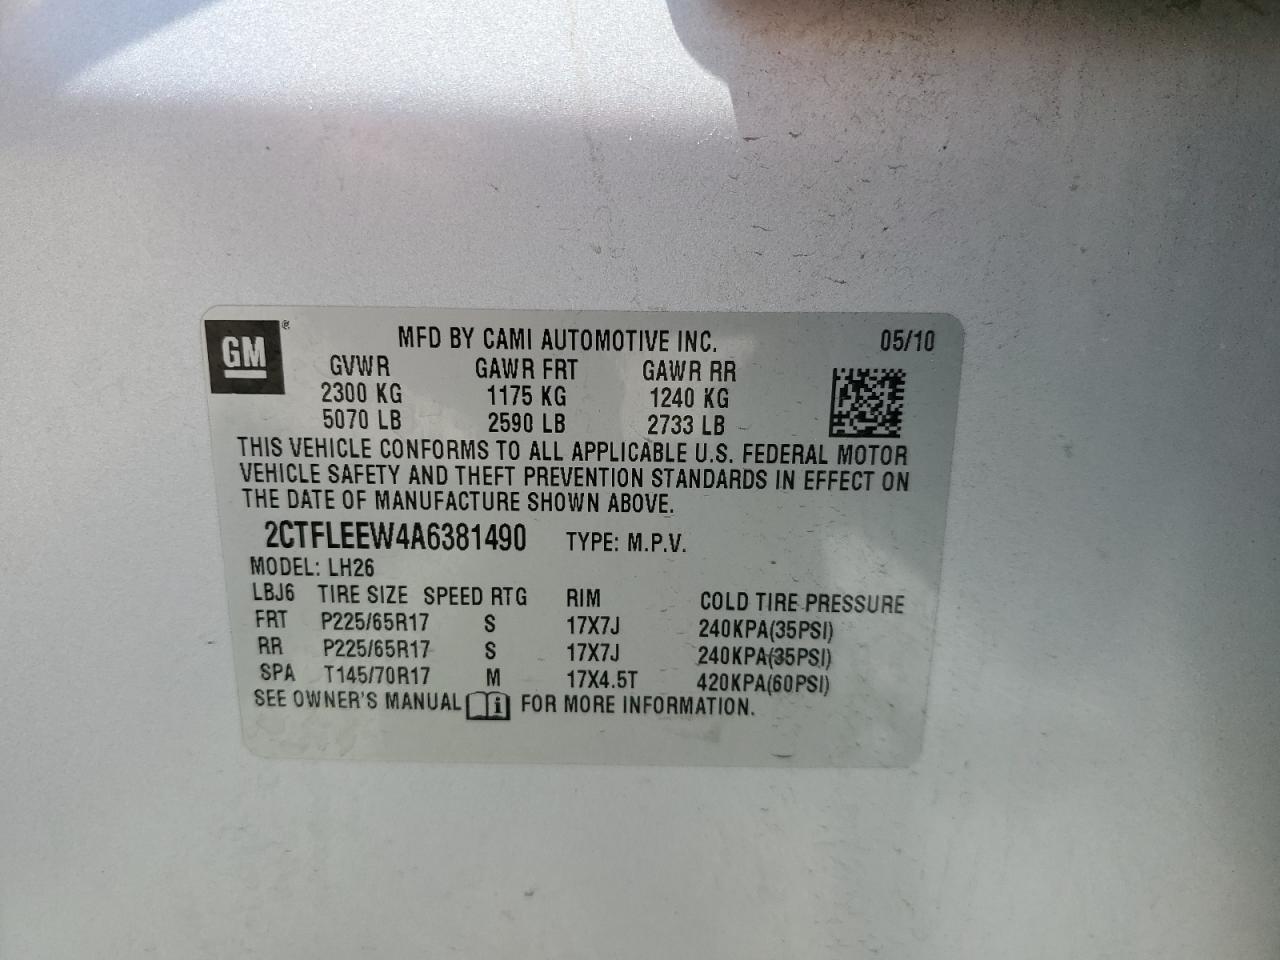 GM® MFD BY CAMI AUTOMOTIVE INC. 05/10
GVWR GAWR FRT GAWR RR
2300 KG 1175 KG 1240 KG
5070 LB 2590 LB 2733 LB
THIS VEHICLE CONFORMS TO ALL APPLICABLE U.S. FEDERAL MOTOR
VEHICLE SAFETY AND THEFT PREVENTION STANDARDS IN EFFECT ON
THE DATE OF MANUFACTURE SHOWN ABOVE.
2CTFLEEW4A6381490 TYPE: M.P.V.
MODEL: LH26
LBJ6 TIRE SIZE SPEED RTG RIM COLD TIRE PRESSURE
FRT P225/65R17 S 17X7J 240KPA(35PSI)
RR P225/65R17 S 17X7J 240KPA(35PSI)
SPA T145/70R17 M 17X4.5T 420KPA(60PSI)
SEE OWNER'S MANUAL i FOR MORE INFORMATION.